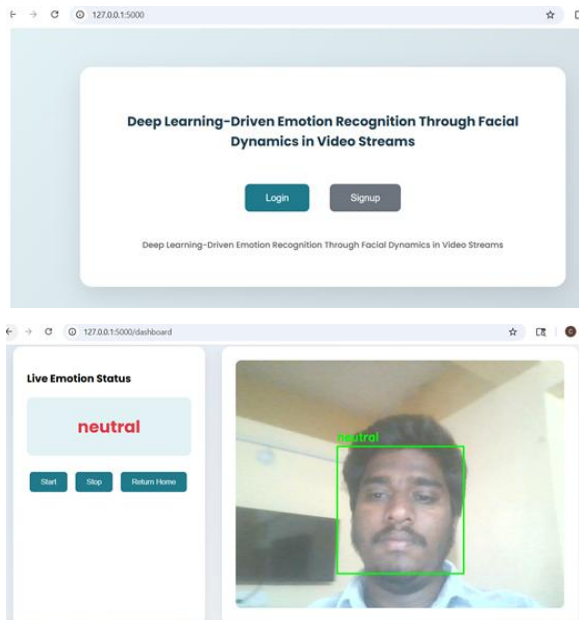 127.0.0.1:5000
Deep Learning-Driven Emotion Recognition Through Facial
Dynamics in Video Streams
Login
Signup
Deep Learning-Driven Emotion Recognition Through Facial Dynamics in Video Streams
127.0.0.1:5000/dashboard
Live Emotion Status
neutral
neutral
Start
Stop
Return Home